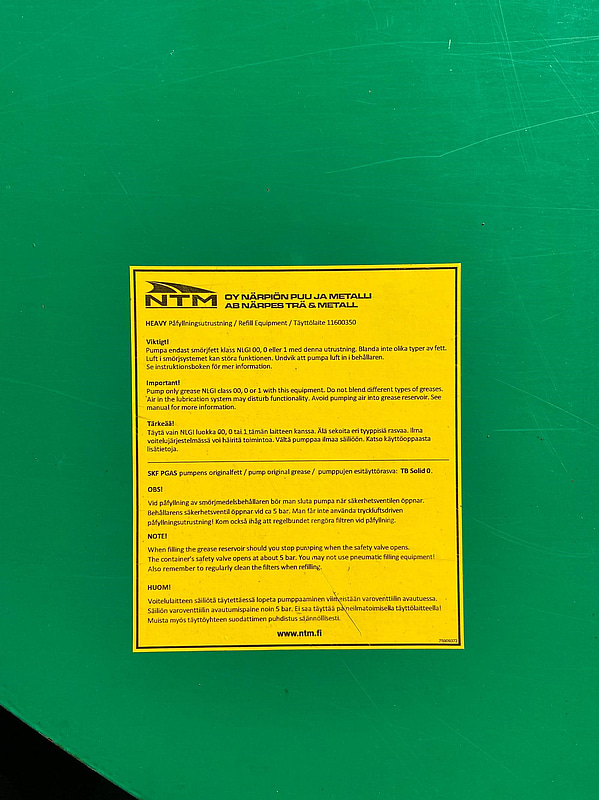 NTM
OY NÄRPIÖN PUU JA METALLI
AB NÄRPES TRÄ & METALL
HEAVY Påfyllningsutrustning / Refill Equipment / Täyttölaite 11600350
Viktigt!
Pumpa endast smörjfett klass NLGI 00, 0 eller 1 med denna utrustning. Blanda inte olika typer av fett.
Luft i smörjsystemet kan störa funktionen. Undvik att pumpa luft in i behållaren.
Se instruktionsboken för mer information.
Important!
Pump only grease NLGI class 00, 0 or 1 with this equipment. Do not blend different types of greases.
Air in the lubrication system may disturb functionality. Avoid pumping air into grease reservoir. See
manual for more information.
Tärkeää!
Täytä vain NLGI luokka 00, 0 tai 1 tämän laitteen kanssa. Älä sekoita eri tyyppisiä rasvaa. Ilma
voitelujärjestelmässä voi häiritä toimintoa. Vältä pumppaa ilmaa säiliöön. Katso käyttöoppaasta
lisätietoja.
SKF PGAS pumpens originalfett / pump original grease / pumppujen esitäyttörasva: TB Solid 0.
OBS!
Vid påfyllning av smörjmedelsbehållaren bör man sluta pumpa när säkerhetsventilen öppnar.
Behållarens säkerhetsventil öppnar vid ca 5 bar. Man får inte använda tryckluftsdriven
påfyllningsutrustning! Kom också ihåg att regelbundet rengöra filtren vid påfyllning.
NOTE!
When filling the grease reservoir should you stop pumping when the safety valve opens.
The container's safety valve opens at about 5 bar. You may not use pneumatic filling equipment!
Also remember to regularly clean the filters when refilling.
HUOM!
Voitelulaitteen säiliötä täytettäessä lopeta pumppaaminen viimeistään varoventtiilin avautuessa.
Säiliön varoventtiilin avautumispaine noin 5 bar. Ei saa täyttää paineilmatoimisella täyttölaitteella!
Muista myös täyttöyhteen suodattimen puhdistus säännöllisesti.
www.ntm.fi